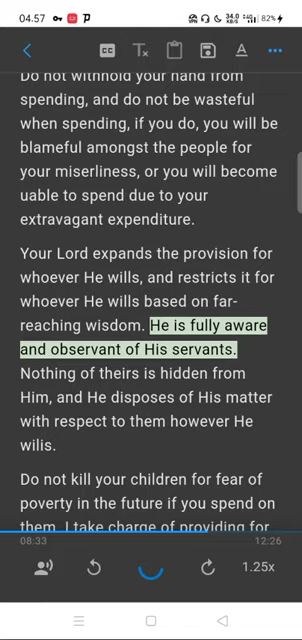 04.57
34.0
KB/S
4G
82%
CC
A
Do not withhold your hand from
spending, and do not be wasteful
when spending, if you do, you will be
blameful amongst the people for
your miserliness, or you will become
uable to spend due to your
extravagant expenditure.
Your Lord expands the provision for
whoever He wills, and restricts it for
whoever He wills based on far-
reaching wisdom. He is fully aware
and observant of His servants.
Nothing of theirs is hidden from
Him, and He disposes of His matter
with respect to them however He
wilis.
Do not kill your children for fear of
poverty in the future if you spend on
them. I take charge of providing for
08:33
12:26
1.25x